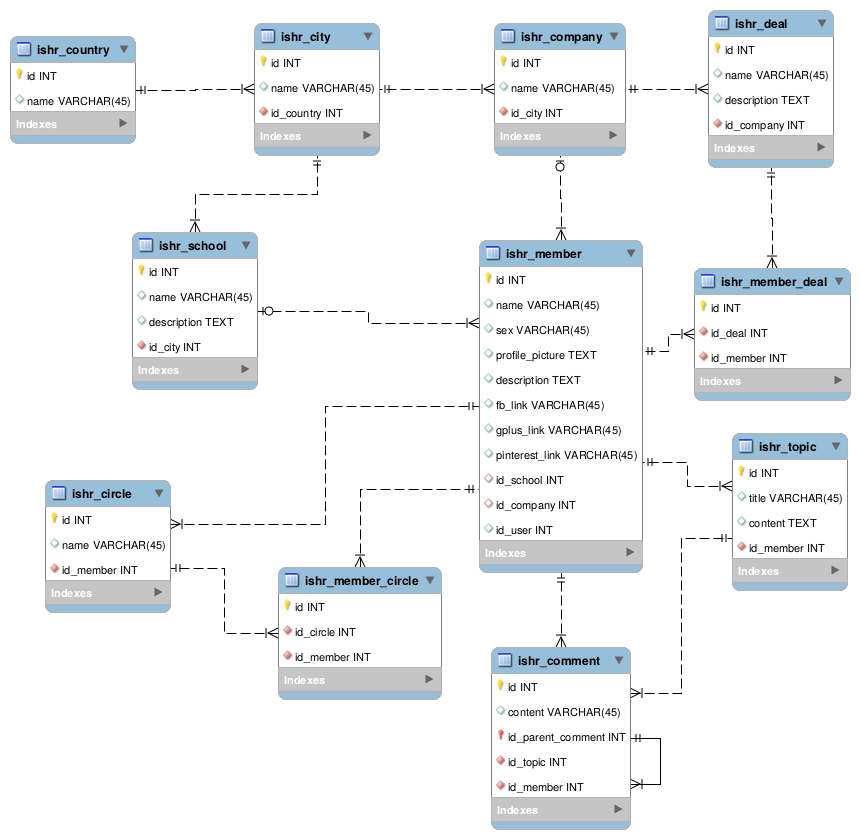 ishr_country
id INT
name VARCHAR(45)
Indexes
ishr_city
id INT
name VARCHAR(45)
id_country INT
Indexes
ishr_company
id INT
name VARCHAR(45)
id_city INT
Indexes
ishr_deal
id INT
name VARCHAR(45)
description TEXT
id_company INT
Indexes
ishr_school
id INT
name VARCHAR(45)
description TEXT
id_city INT
Indexes
ishr_member
id INT
name VARCHAR(45)
sex VARCHAR(45)
profile_picture TEXT
description TEXT
fb_link VARCHAR(45)
gplus_link VARCHAR(45)
pinterest_link VARCHAR(45)
id_school INT
id_company INT
id_user INT
Indexes
ishr_member_deal
id INT
id_deal INT
id_member INT
Indexes
ishr_topic
id INT
title VARCHAR(45)
content TEXT
id_member INT
Indexes
ishr_circle
id INT
name VARCHAR(45)
id_member INT
Indexes
ishr_member_circle
id INT
id_circle INT
id_member INT
Indexes
ishr_comment
id INT
content VARCHAR(45)
id_parent_comment INT
id_topic INT
id_member INT
Indexes